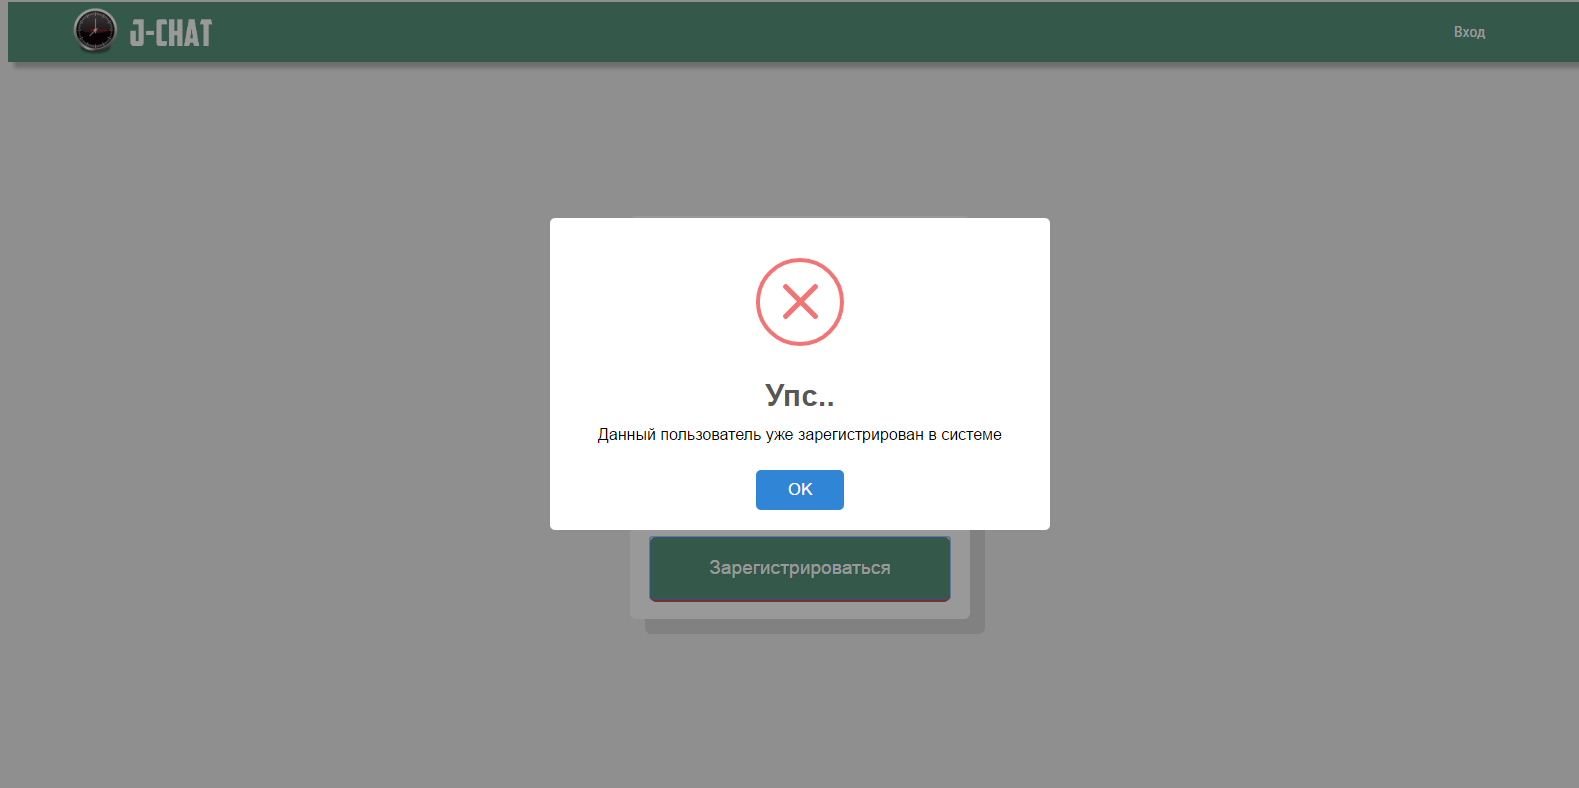 J-CHAT
Вход
Упс..
Данный пользователь уже зарегистрирован в системе
OK
Зарегистрироваться